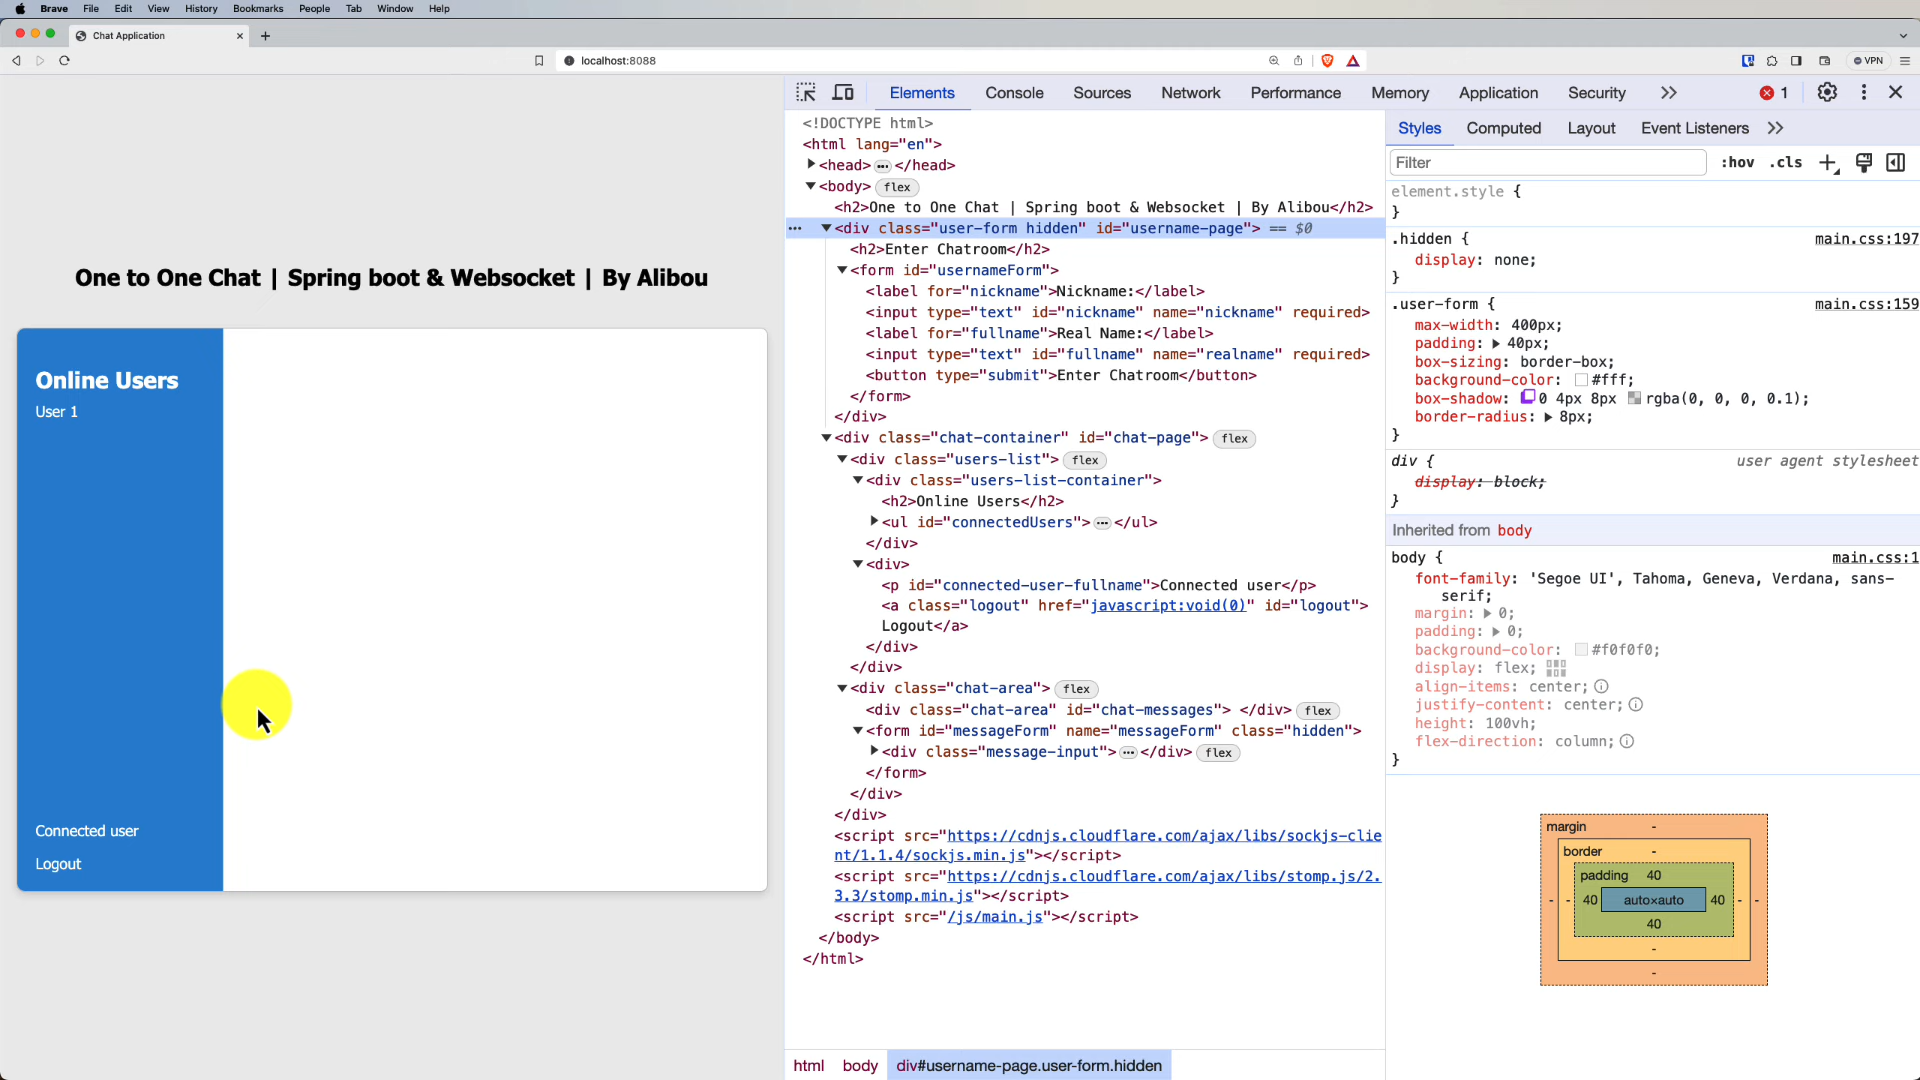 Brave File Edit View History Bookmarks People Tab Window Help
Chat Application
localhost:8088
VPN
One to One Chat | Spring boot & Websocket | By Alibou
Online Users
User 1
Connected user
Logout
Elements Console Sources Network Performance Memory Application Security 1
<!DOCTYPE html>
<html lang="en">
<head> </head>
<body> flex
<h2>One to One Chat | Spring boot & Websocket | By Alibou</h2>
<div class="user-form hidden" id="username-page"> == $0
<h2>Enter Chatroom</h2>
<form id="usernameForm">
<label for="nickname">Nickname:</label>
<input type="text" id="nickname" name="nickname" required>
<label for="fullname">Real Name:</label>
<input type="text" id="fullname" name="realname" required>
<button type="submit">Enter Chatroom</button>
</form>
</div>
<div class="chat-container" id="chat-page"> flex
<div class="users-list"> flex
<div class="users-list-container">
<h2>Online Users</h2>
<ul id="connectedUsers"> </ul>
</div>
<div>
<p id="connected-user-fullname">Connected user</p>
<a class="logout" href="javascript:void(0)" id="logout">
Logout</a>
</div>
</div>
<div class="chat-area"> flex
<div class="chat-area" id="chat-messages"> </div> flex
<form id="messageForm" name="messageForm" class="hidden">
<div class="message-input"> </div> flex
</form>
</div>
</div>
<script src="https://cdnjs.cloudflare.com/ajax/libs/sockjs-clie
nt/1.1.4/sockjs.min.js"></script>
<script src="https://cdnjs.cloudflare.com/ajax/libs/stomp.js/2.
3.3/stomp.min.js"></script>
<script src="/js/main.js"></script>
</body>
</html>
html body div#username-page.user-form.hidden
Styles Computed Layout Event Listeners
Filter :hov .cls
element.style {
}
.hidden { main.css:197
display: none;
}
.user-form { main.css:159
max-width: 400px;
padding: 40px;
box-sizing: border-box;
background-color: #fff;
box-shadow: 0 4px 8px rgba(0, 0, 0, 0.1);
border-radius: 8px;
}
div { user agent stylesheet
display: block;
}
Inherited from body
body { main.css:1
font-family: 'Segoe UI', Tahoma, Geneva, Verdana, sans-
serif;
margin: 0;
padding: 0;
background-color: #f0f0f0;
display: flex;
align-items: center;
justify-content: center;
height: 100vh;
flex-direction: column;
}
margin -
border -
padding 40
- - 40 auto×auto 40 - -
40
-
-